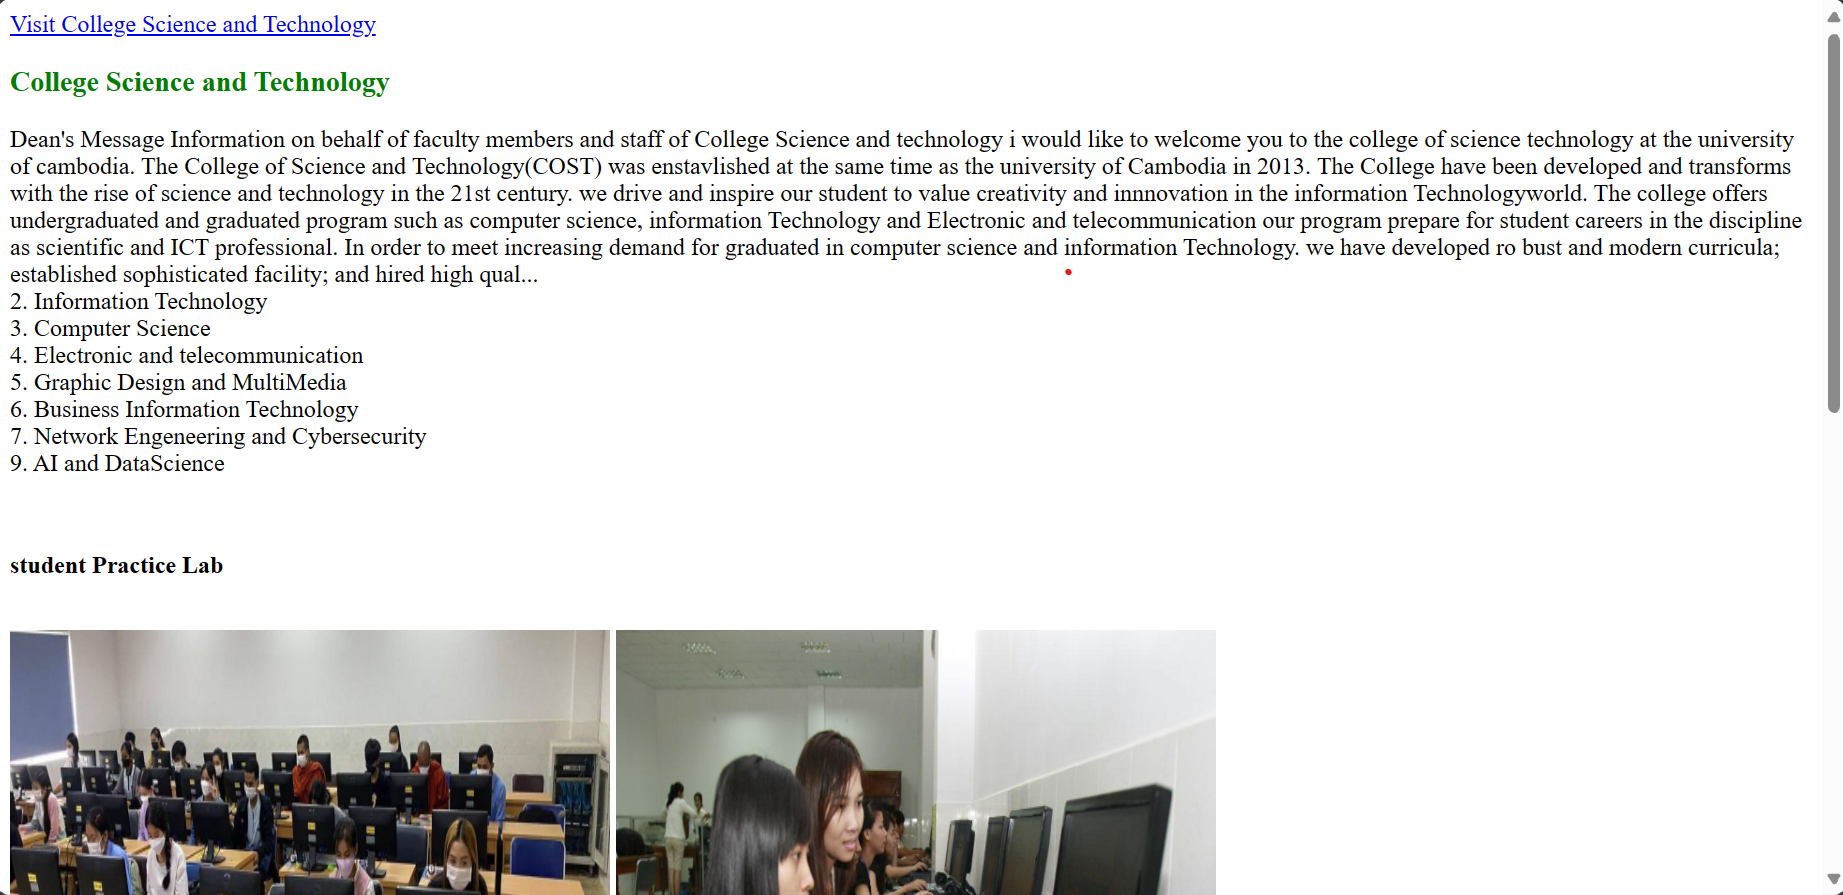 Visit College Science and Technology
College Science and Technology
Dean's Message Information on behalf of faculty members and staff of College Science and technology i would like to welcome you to the college of science technology at the university
of cambodia. The College of Science and Technology(COST) was enstavlished at the same time as the university of Cambodia in 2013. The College have been developed and transforms
with the rise of science and technology in the 21st century. we drive and inspire our student to value creativity and innnovation in the information Technologyworld. The college offers
undergraduated and graduated program such as computer science, information Technology and Electronic and telecommunication our program prepare for student careers in the discipline
as scientific and ICT professional. In order to meet increasing demand for graduated in computer science and information Technology. we have developed ro bust and modern curricula;
established sophisticated facility; and hired high qual...
2. Information Technology
3. Computer Science
4. Electronic and telecommunication
5. Graphic Design and MultiMedia
6. Business Information Technology
7. Network Engeneering and Cybersecurity
9. AI and DataScience
student Practice Lab